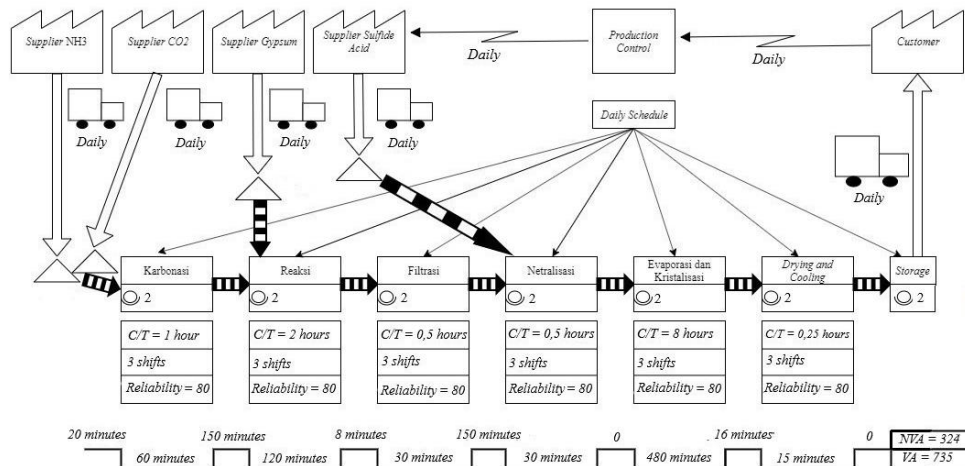 Supplier NH3
Supplier CO2
Supplier Gypsum
Supplier Sulfide
Acid
Production
Control
Customer
Daily
Daily
Daily
Daily
Daily
Daily
Daily Schedule
Daily
Karbonasi
Reaksi
Filtrasi
Netralisasi
Evaporasi dan
Kristalisasi
Drying and
Cooling
Storage
2
2
2
2
2
2
2
C/T = 1 hour
C/T = 2 hours
C/T = 0,5 hours
C/T = 0,5 hours
C/T = 8 hours
C/T = 0,25 hours
3 shifts
3 shifts
3 shifts
3 shifts
3 shifts
3 shifts
Reliability = 80
Reliability = 80
Reliability = 80
Reliability = 80
Reliability = 80
Reliability = 80
20 minutes
150 minutes
8 minutes
150 minutes
0
16 minutes
0
NVA = 324
60 minutes
120 minutes
30 minutes
30 minutes
480 minutes
15 minutes
VA = 735